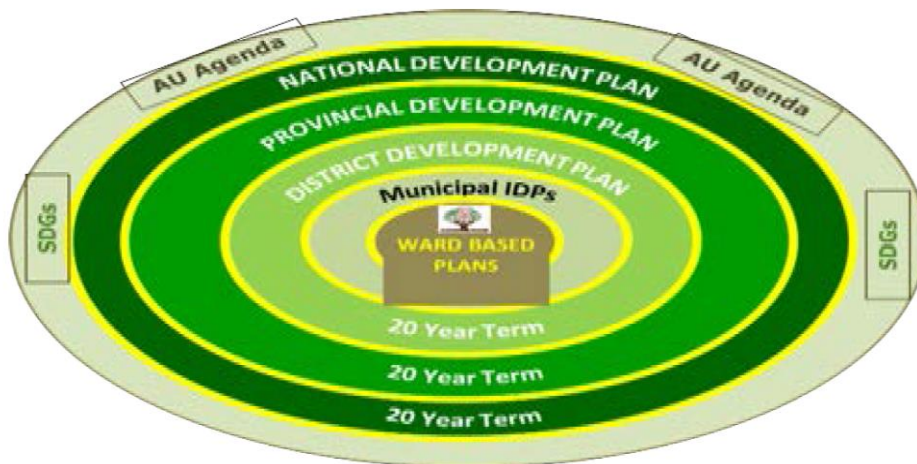 AU Agenda
AU Agenda
NATIONAL DEVELOPMENT PLAN
PROVINCIAL DEVELOPMENT PLAN
DISTRICT DEVELOPMENT PLAN
Municipal IDPs
SDGs
SDGs
WARD BASED
PLANS
20 Year Term
20 Year Term
20 Year Term